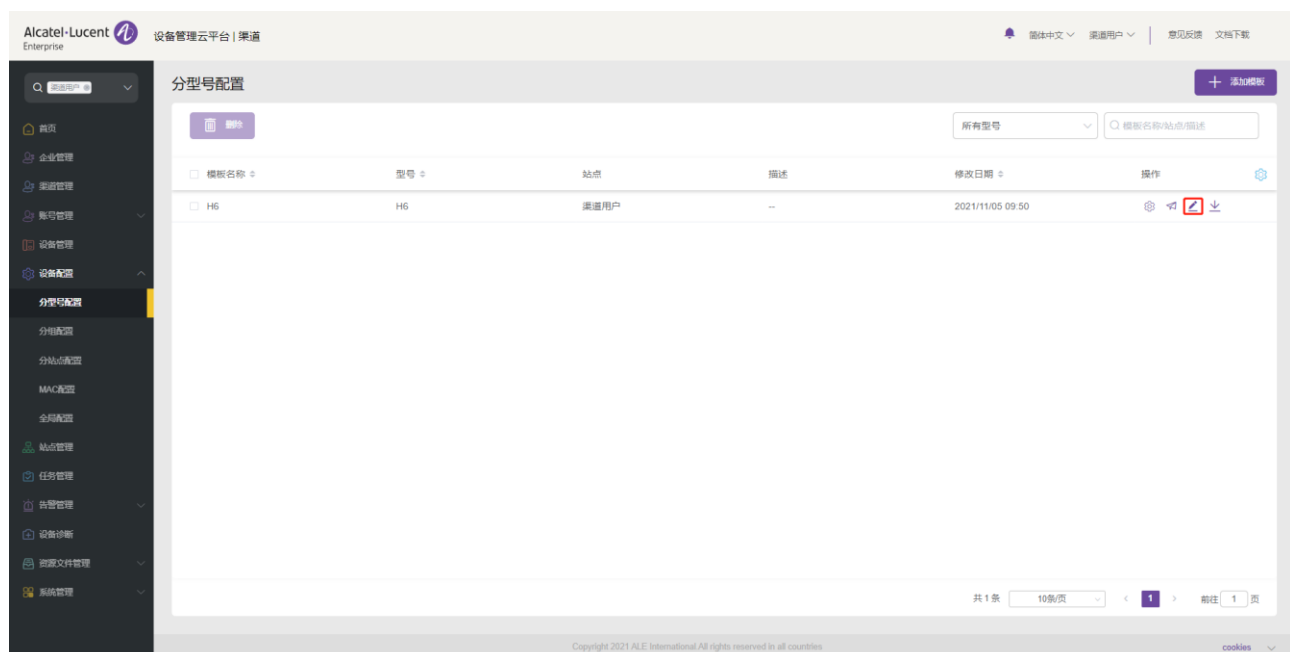 Alcatel·Lucent
Enterprise
设备管理云平台 | 渠道
简体中文
渠道用户
意见反馈
文档下载
渠道用户
首页
企业管理
渠道管理
账号管理
设备管理
设备配置
分型号配置
分组配置
分站点配置
MAC配置
全局配置
站点管理
任务管理
告警管理
设备诊断
资源文件管理
系统管理
分型号配置
添加模板
删除
所有型号
模板名称/站点/描述
模板名称 型号 站点 描述 修改日期 操作
H6 H6 渠道用户 -- 2021/11/05 09:50
共 1 条 10条/页 < 1 > 前往 1 页
Copyright 2021 ALE International.All rights reserved in all countries
cookies